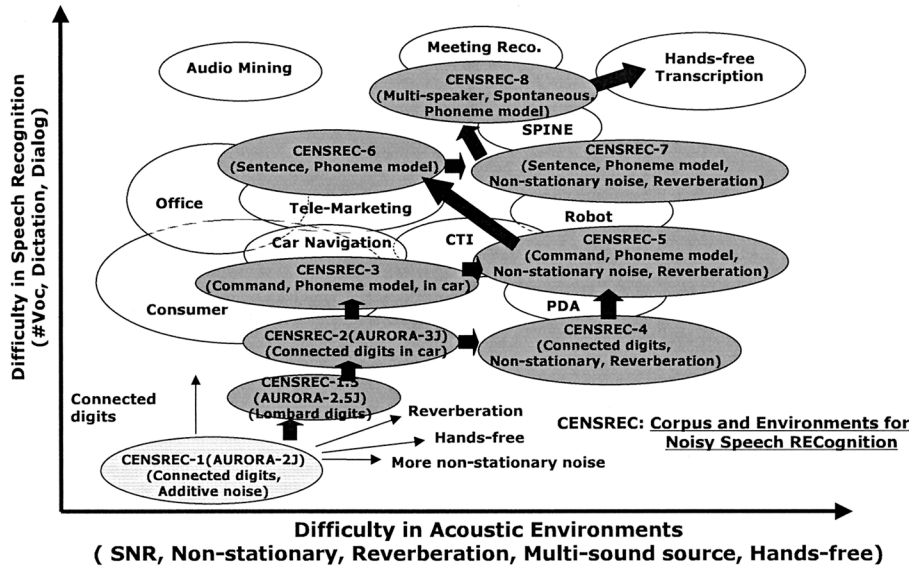 Difficulty in Speech Recognition
(#Voc, Dictation, Dialog)
Audio Mining
Meeting Reco.
Hands-free
Transcription
CENSREC-8
(Multi-speaker, Spontaneous,
Phoneme model)
SPINE
CENSREC-6
(Sentence, Phoneme model)
CENSREC-7
(Sentence, Phoneme model,
Non-stationary noise, Reverberation)
Office
Tele-Marketing
Robot
Car Navigation
CTI
CENSREC-5
(Command, Phoneme model,
Non-stationary noise, Reverberation)
CENSREC-3
(Command, Phoneme model, in car)
Consumer
PDA
CENSREC-2(AURORA-3J)
(Connected digits in car)
CENSREC-4
(Connected digits,
Non-stationary, Reverberation)
CENSREC-1.5
(AURORA-2.5J)
(Lombard digits)
Connected
digits
Reverberation
Hands-free
More non-stationary noise
CENSREC: Corpus and Environments for
Noisy Speech RECognition
CENSREC-1(AURORA-2J)
(Connected digits,
Additive noise)
Difficulty in Acoustic Environments
( SNR, Non-stationary, Reverberation, Multi-sound source, Hands-free)